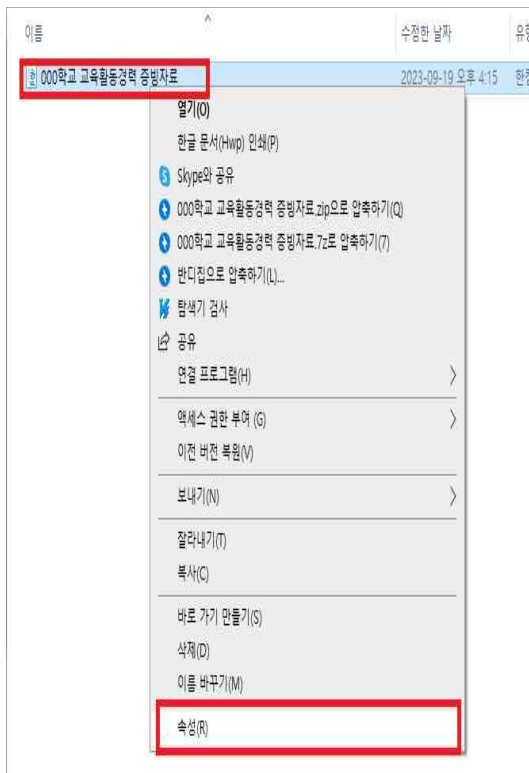 이름 수정한 날짜 유형
000학교 교육활동경력 증빙자료 2023-09-19 오후 4:15 한컴
열기(O)
한글 문서(Hwp) 인쇄(P)
Skype와 공유
000학교 교육활동경력 증빙자료.zip으로 압축하기(Q)
000학교 교육활동경력 증빙자료.7z로 압축하기(7)
반디집으로 압축하기(L)...
탐색기 검사
공유
연결 프로그램(H)
액세스 권한 부여 (G)
이전 버전 복원(V)
보내기(N)
잘라내기(T)
복사(C)
바로 가기 만들기(S)
삭제(D)
이름 바꾸기(M)
속성(R)